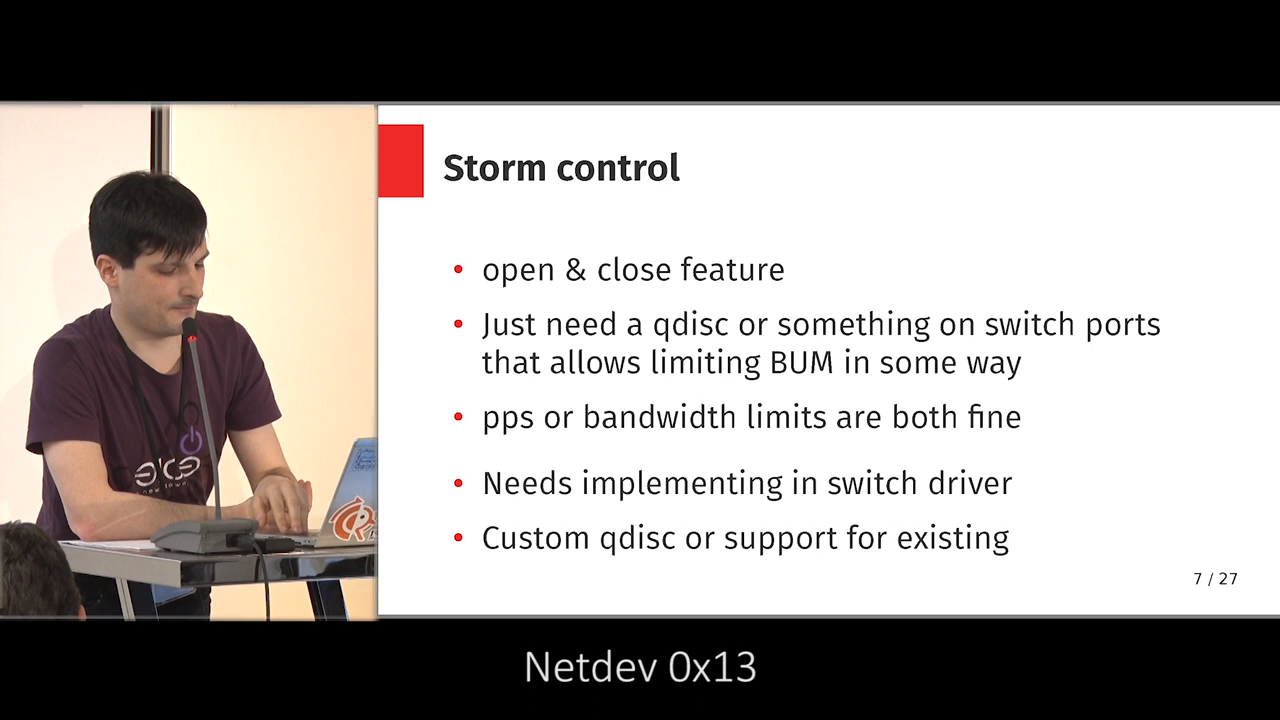 Storm control
open & close feature
Just need a qdisc or something on switch ports
that allows limiting BUM in some way
pps or bandwidth limits are both fine
Needs implementing in switch driver
Custom qdisc or support for existing
7 / 27
Netdev 0x13